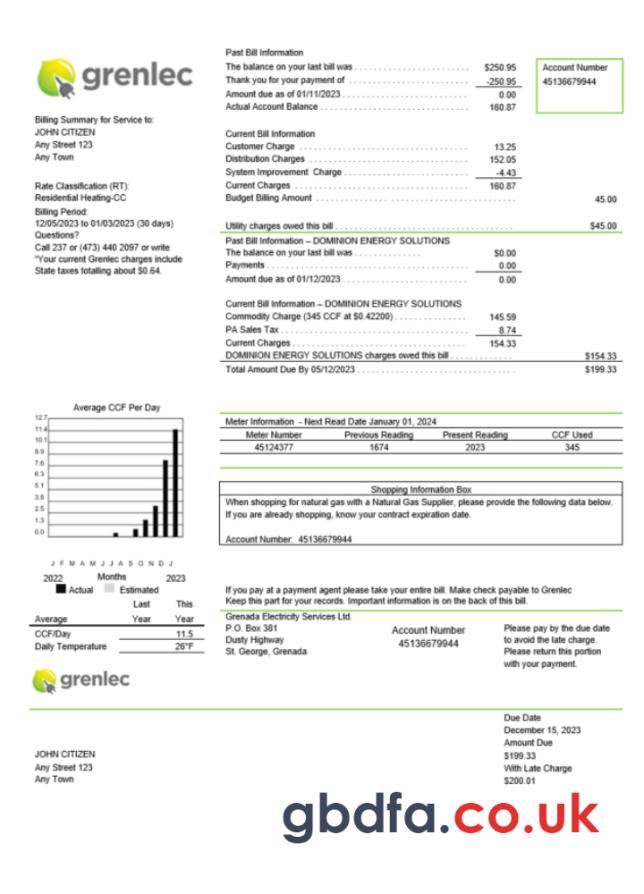 grenlec
Billing Summary for Service to:
JOHN CITIZEN
Any Street 123
Any Town
Rate Classification (RT):
Residential Heating-CC
Billing Period:
12/05/2023 to 01/03/2023 (30 days)
Questions?
Call 237 or (473) 440 2097 or write
"Your current Grenlec charges include
State taxes totalling about $0.64.
Past Bill Information
The balance on your last bill was $250.95
Thank you for your payment of -250.95
Amount due as of 01/11/2023 0.00
Actual Account Balance 160.87
Account Number
45136679944
Current Bill Information
Customer Charge 13.25
Distribution Charges 152.05
System Improvement Charge -4.43
Current Charges 160.87
Budget Billing Amount 45.00
Utility charges owed this bill $45.00
Past Bill Information – DOMINION ENERGY SOLUTIONS
The balance on your last bill was $0.00
Payments 0.00
Amount due as of 01/12/2023 0.00
Current Bill Information – DOMINION ENERGY SOLUTIONS
Commodity Charge (345 CCF at $0.42200) 145.59
PA Sales Tax 8.74
Current Charges 154.33
DOMINION ENERGY SOLUTIONS charges owed this bill $154.33
Total Amount Due By 05/12/2023 $199.33
Average CCF Per Day
12.7
11.4
10.1
8.9
7.6
6.3
5.1
3.8
2.5
1.3
0.0
J F M A M J J A S O N D J
2022 Months 2023
Actual Estimated
Last This
Average Year Year
CCF/Day 11.5
Daily Temperature 26°F
Meter Information - Next Read Date January 01, 2024
Meter Number Previous Reading Present Reading CCF Used
45124377 1674 2023 345
Shopping Information Box
When shopping for natural gas with a Natural Gas Supplier, please provide the following data below.
If you are already shopping, know your contract expiration date.
Account Number: 45136679944
If you pay at a payment agent please take your entire bill. Make check payable to Grenlec
Keep this part for your records. Important information is on the back of this bill.
Grenada Electricity Services Ltd.
P.O. Box 381
Dusty Highway
St. George, Grenada
Account Number
45136679944
Please pay by the due date
to avoid the late charge.
Please return this portion
with your payment.
grenlec
Due Date
December 15, 2023
Amount Due
$199.33
With Late Charge
$200.01
JOHN CITIZEN
Any Street 123
Any Town
gbdfa.co.uk